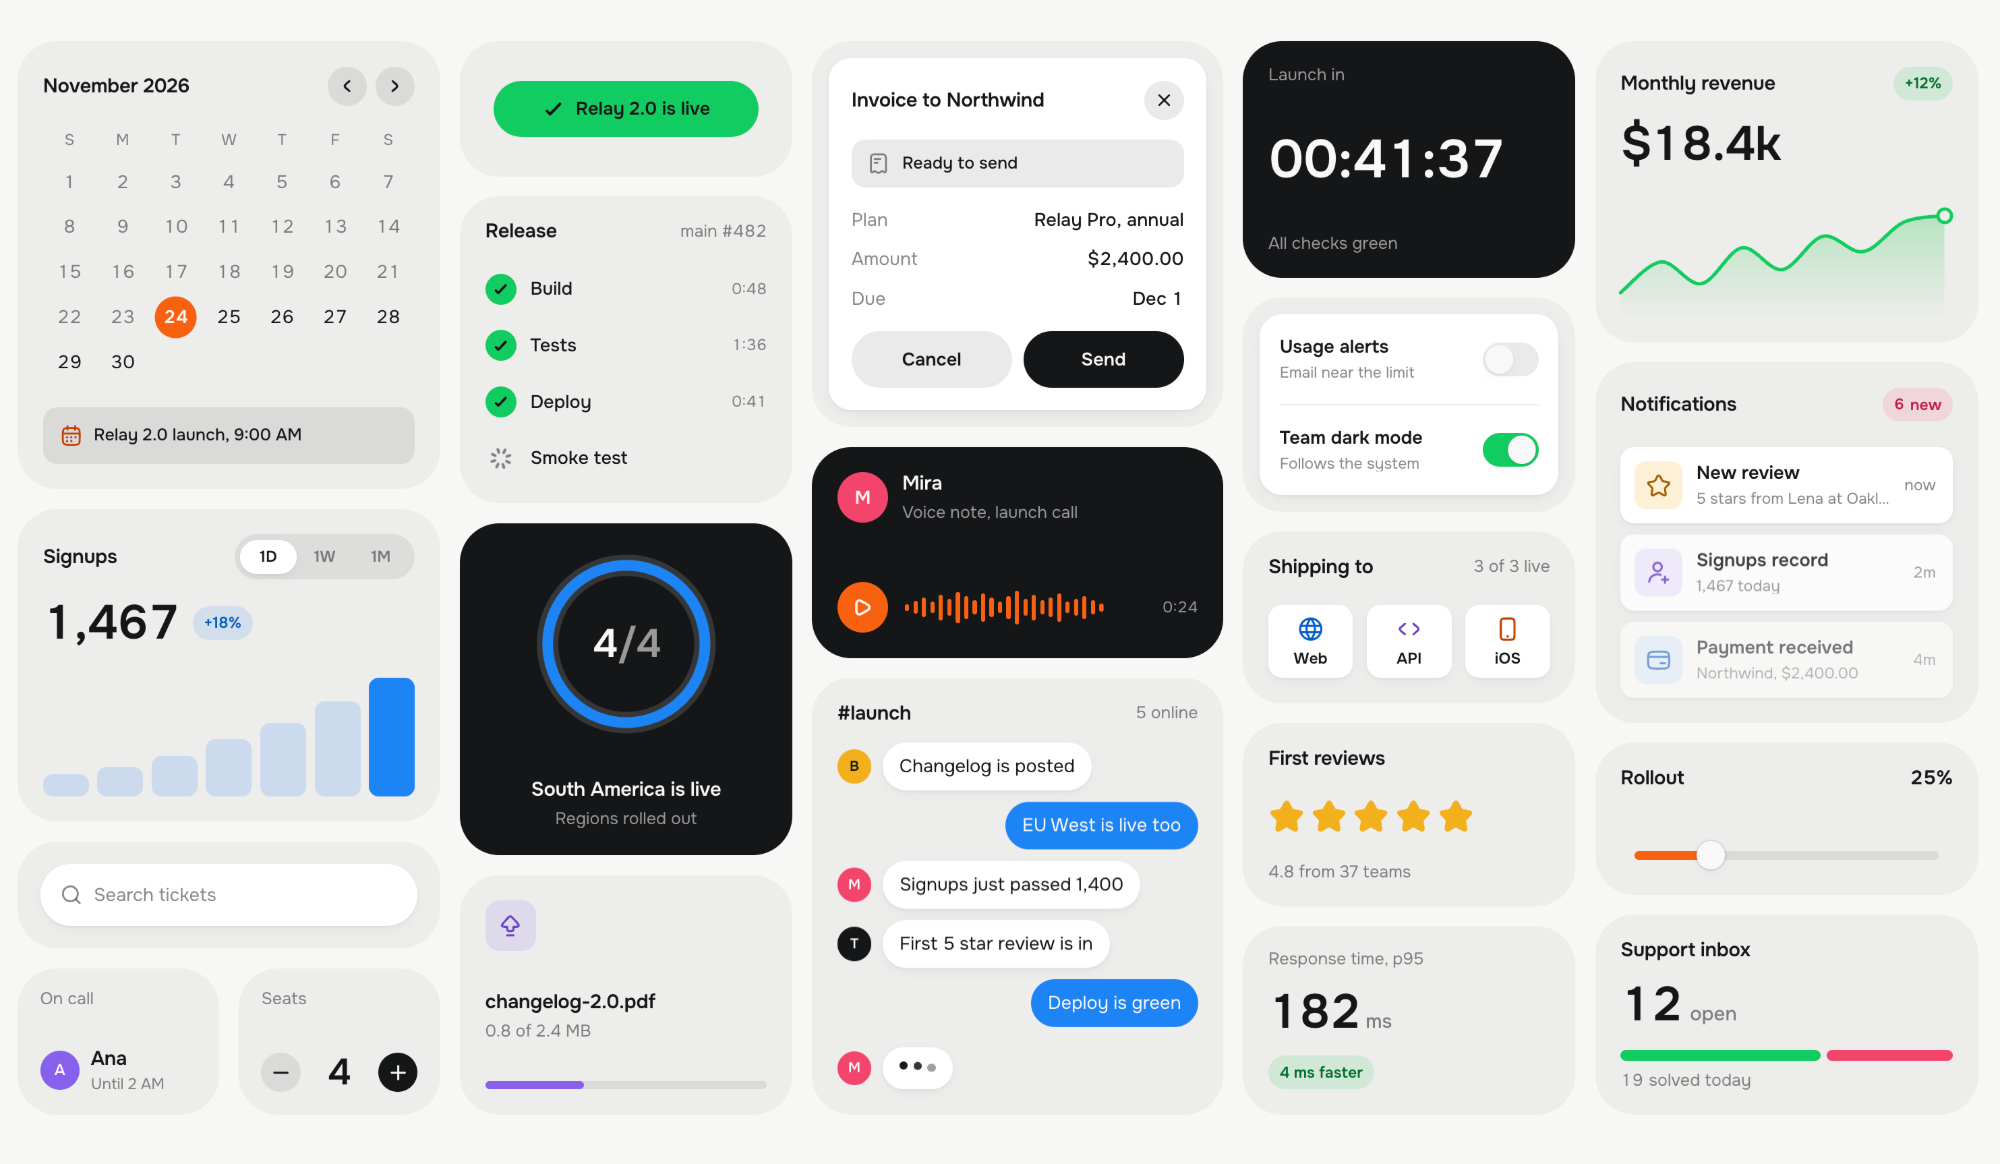 November 2026
S M T W T F S
1 2 3 4 5 6 7
8 9 10 11 12 13 14
15 16 17 18 19 20 21
22 23 24 25 26 27 28
29 30
Relay 2.0 launch, 9:00 AM
Signups
1D 1W 1M
1,467 +18%
Search tickets
On call
A
Ana
Until 2 AM
Seats
4
Relay 2.0 is live
Release main #482
Build 0:48
Tests 1:36
Deploy 0:41
Smoke test
4/4
South America is live
Regions rolled out
changelog-2.0.pdf
0.8 of 2.4 MB
Invoice to Northwind
Ready to send
Plan Relay Pro, annual
Amount $2,400.00
Due Dec 1
Cancel Send
M
Mira
Voice note, launch call
0:24
#launch 5 online
B Changelog is posted
EU West is live too
M Signups just passed 1,400
T First 5 star review is in
Deploy is green
M
Launch in
00:41:37
All checks green
Usage alerts
Email near the limit
Team dark mode
Follows the system
Shipping to 3 of 3 live
Web API iOS
First reviews
4.8 from 37 teams
Response time, p95
182 ms
4 ms faster
Monthly revenue +12%
$18.4k
Notifications 6 new
New review
5 stars from Lena at Oakl...
now
Signups record
1,467 today
2m
Payment received
Northwind, $2,400.00
4m
Rollout 25%
Support inbox
12 open
19 solved today